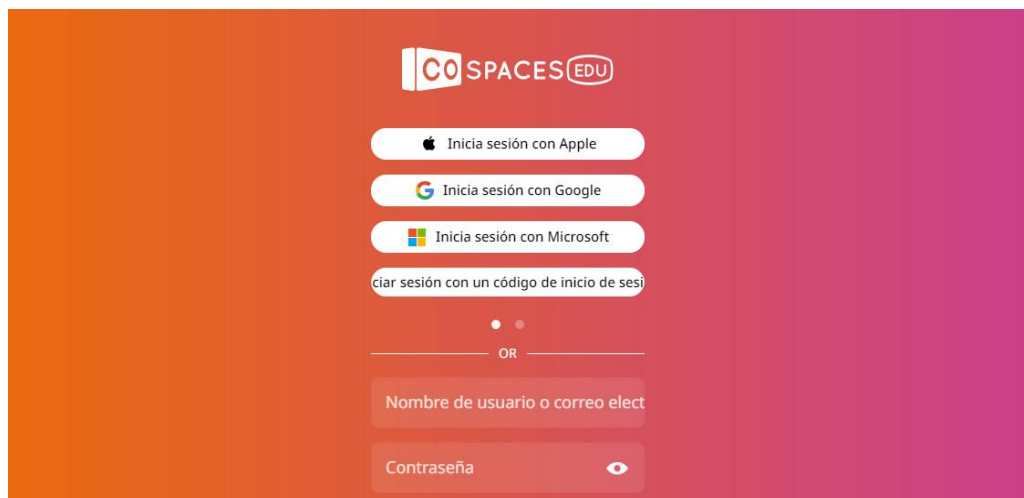 CO SPACES EDU
Inicia sesión con Apple
Inicia sesión con Google
Inicia sesión con Microsoft
ciar sesión con un código de inicio de sesi
OR
Nombre de usuario o correo elect
Contraseña